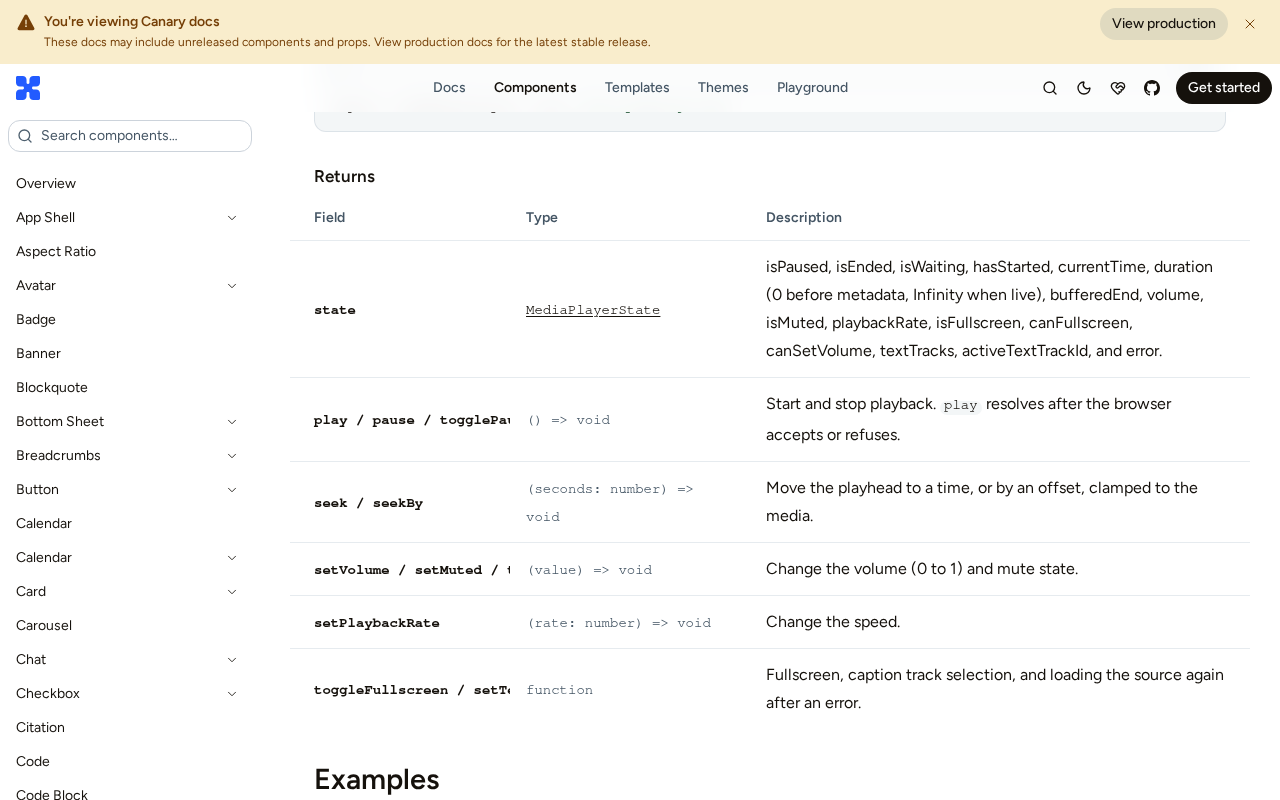 You're viewing Canary docs
These docs may include unreleased components and props. View production docs for the latest stable release.
View production
Docs
Components
Templates
Themes
Playground
Get started
Search components...
Overview
App Shell
Aspect Ratio
Avatar
Badge
Banner
Blockquote
Bottom Sheet
Breadcrumbs
Button
Calendar
Calendar
Card
Carousel
Chat
Checkbox
Citation
Code
Code Block
Returns
Field Type Description
state MediaPlayerState isPaused, isEnded, isWaiting, hasStarted, currentTime, duration
(0 before metadata, Infinity when live), bufferedEnd, volume,
isMuted, playbackRate, isFullscreen, canFullscreen,
canSetVolume, textTracks, activeTextTrackId, and error.
play / pause / () => void Start and stop playback. play resolves after the browser
accepts or refuses.
seek / seekBy (seconds: number) => Move the playhead to a time, or by an offset, clamped to the
void media.
setVolume / setMuted / (value) => void Change the volume (0 to 1) and mute state.
setPlaybackRate (rate: number) => void Change the speed.
toggleFullscreen / function Fullscreen, caption track selection, and loading the source again
after an error.
Examples